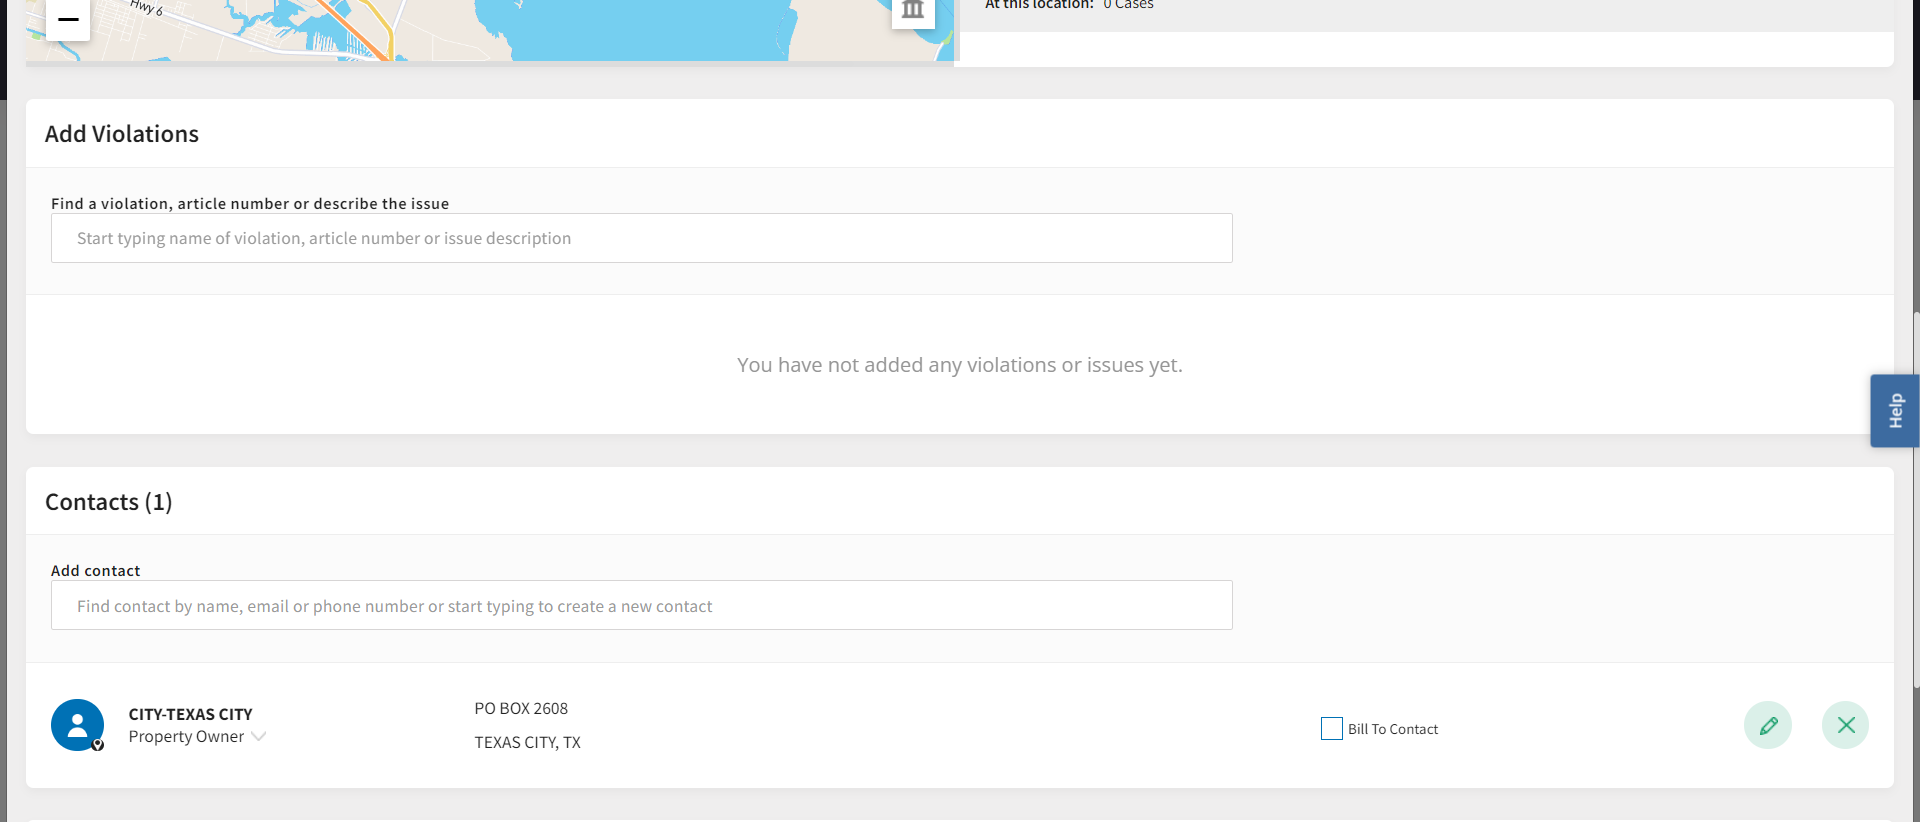 Hwy 6
At this location: 0 Cases
Add Violations
Find a violation, article number or describe the issue
Start typing name of violation, article number or issue description
You have not added any violations or issues yet.
Help
Contacts (1)
Add contact
Find contact by name, email or phone number or start typing to create a new contact
CITY-TEXAS CITY
Property Owner
PO BOX 2608
TEXAS CITY, TX
Bill To Contact